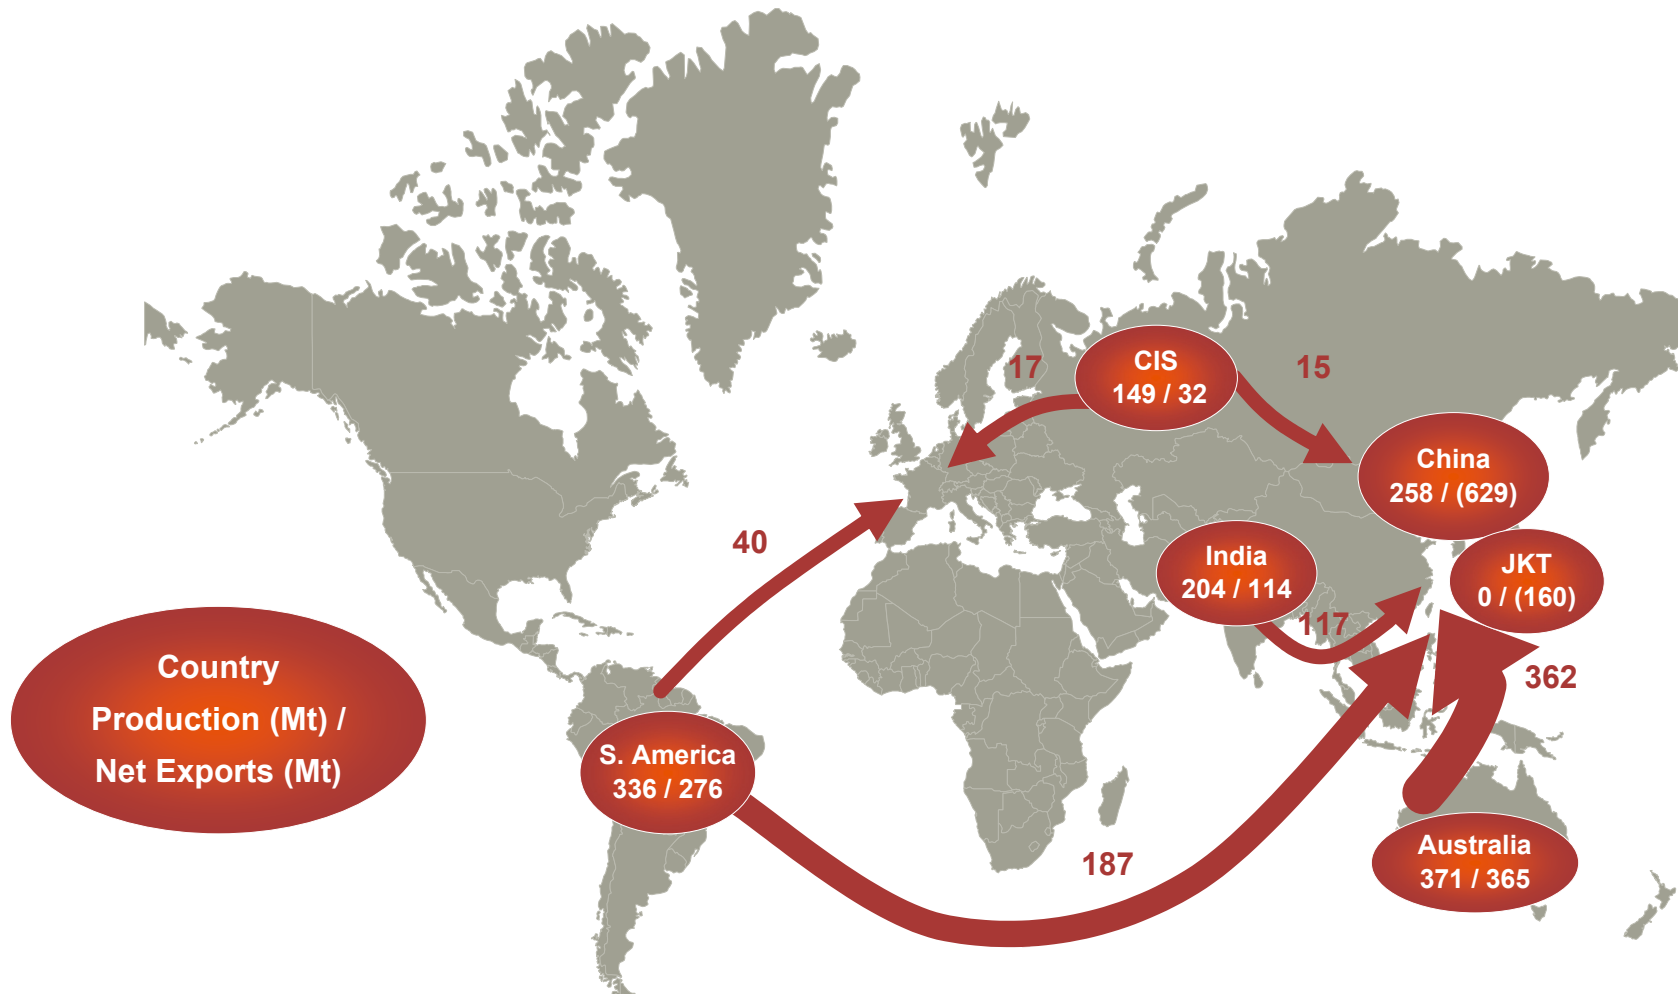 17
CIS
149 / 32
15
China
258 / (629)
40
India
204 / 114
JKT
0 / (160)
117
Country
Production (Mt) /
Net Exports (Mt)
362
S. America
336 / 276
187
Australia
371 / 365